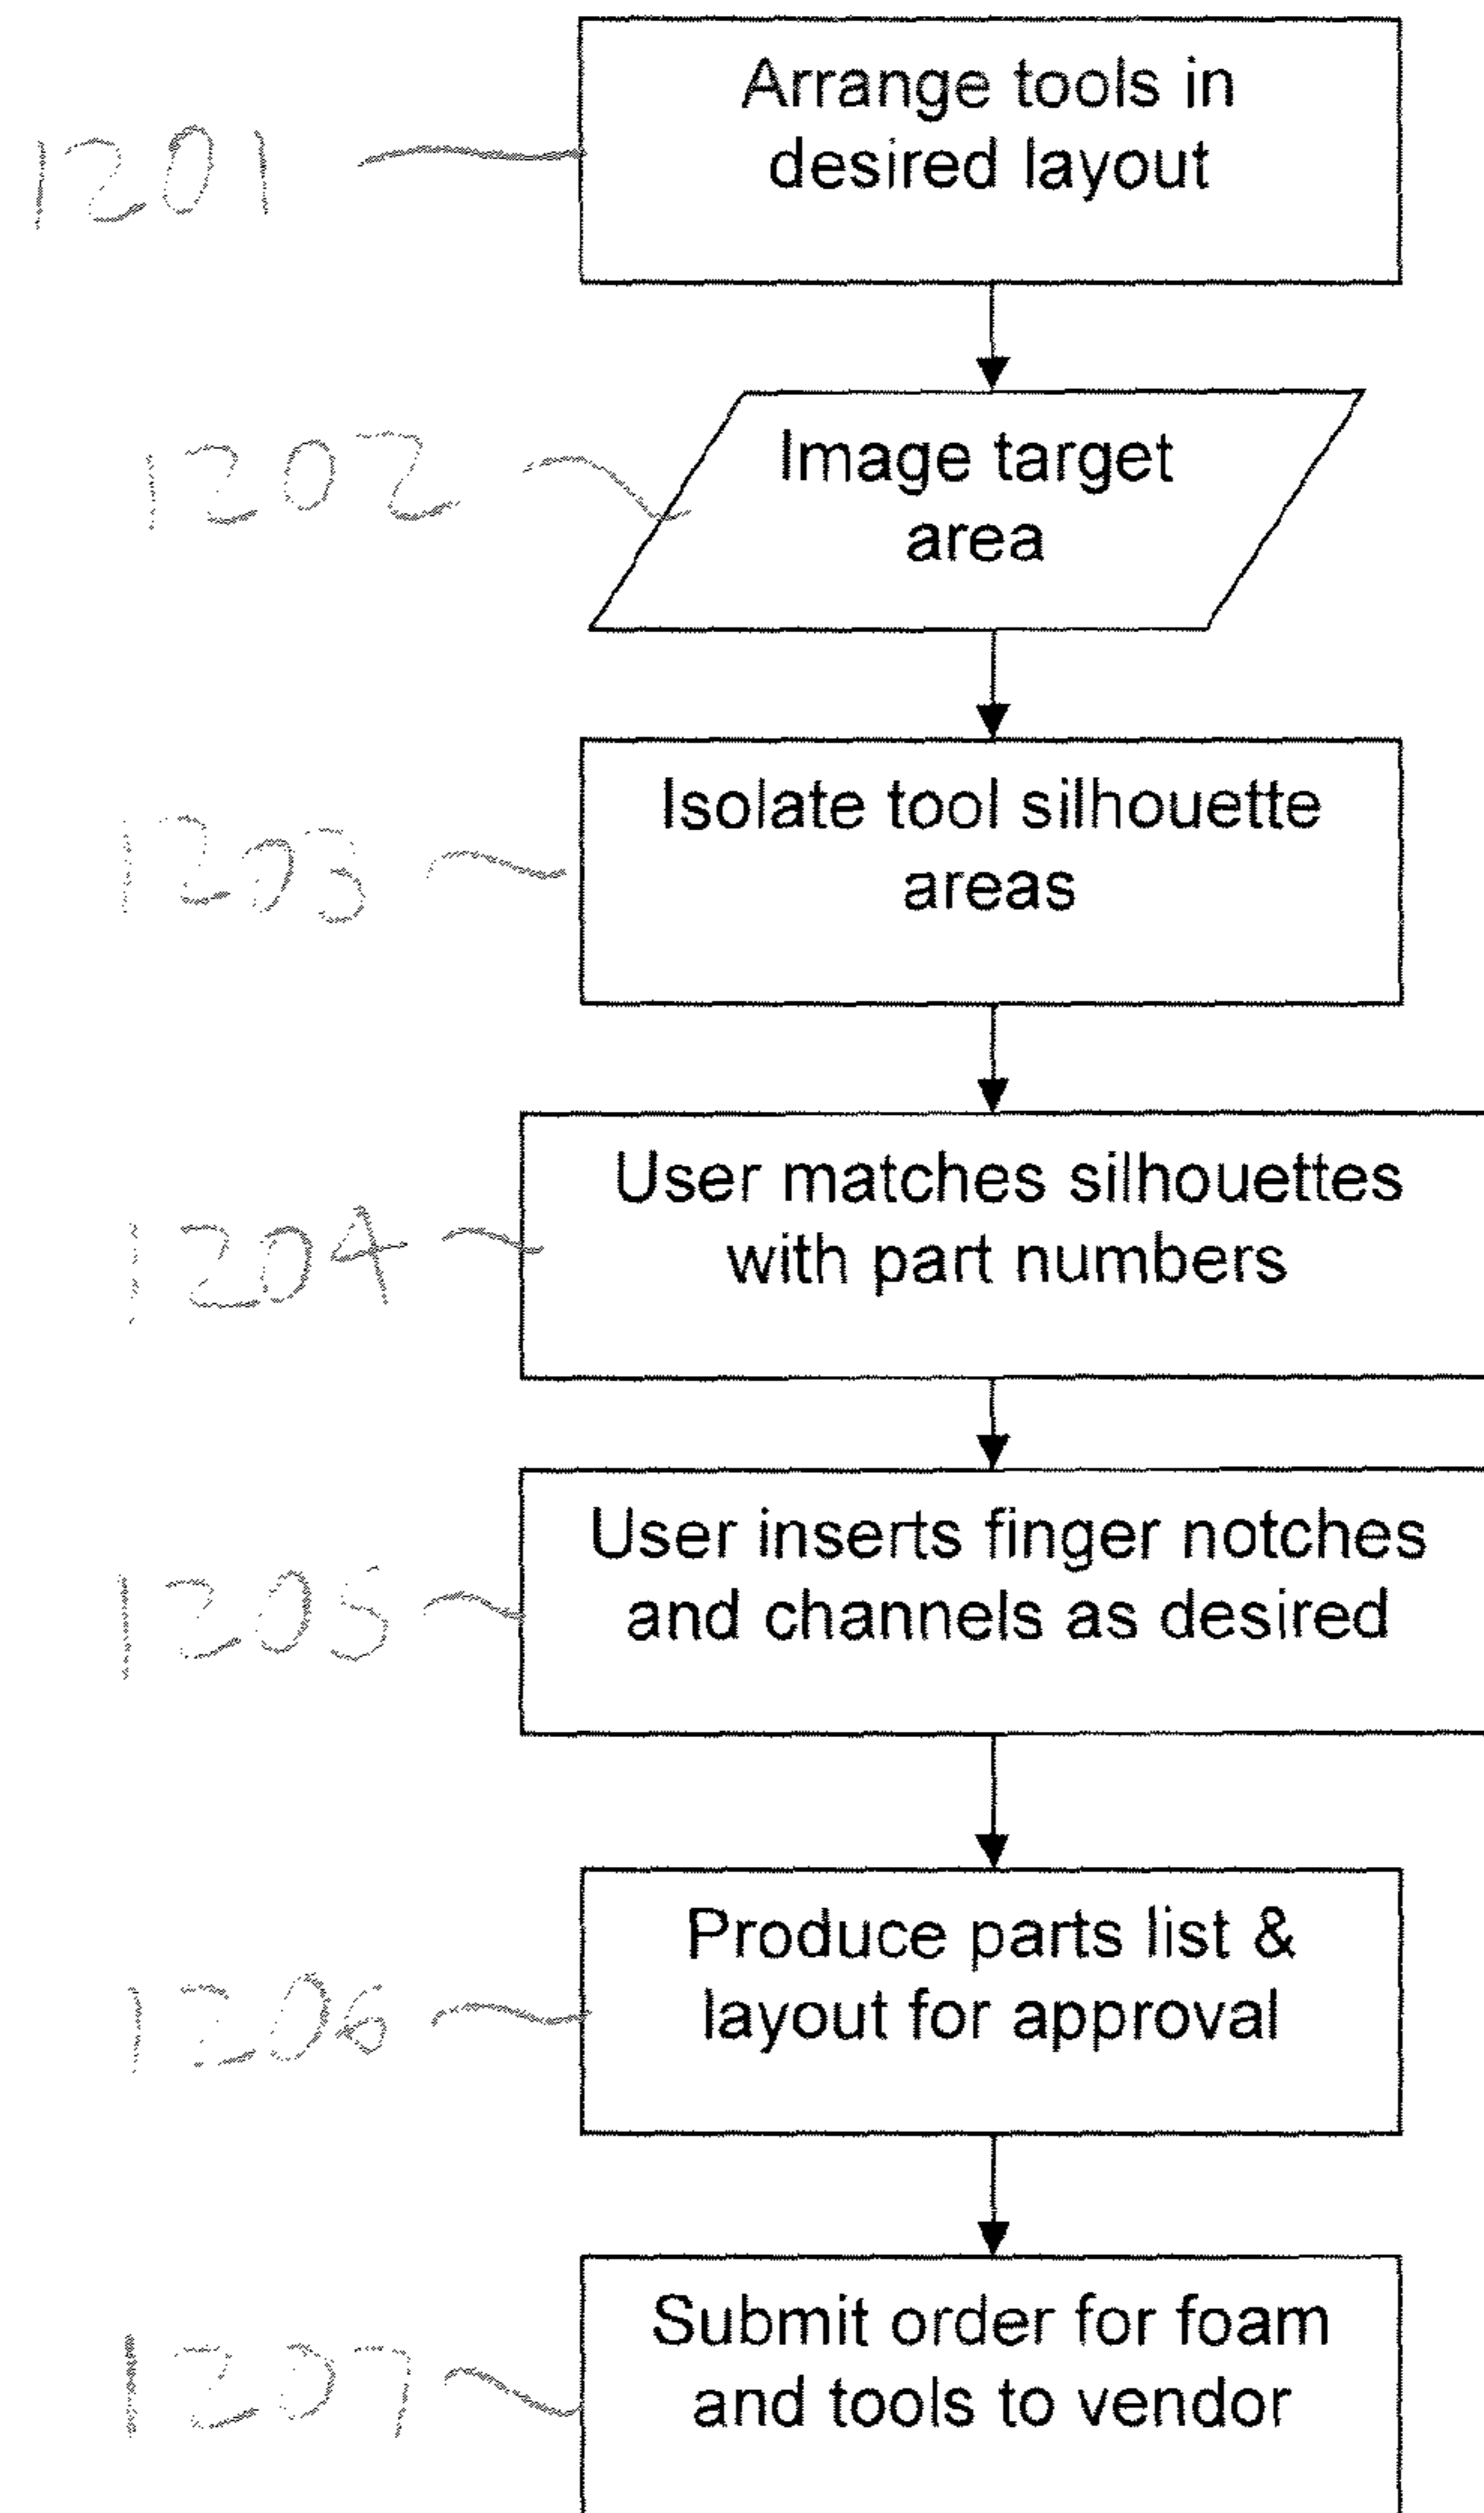 1201
Arrange tools in
desired layout
1202
Image target
area
1203
Isolate tool silhouette
areas
1204
User matches silhouettes
with part numbers
1205
User inserts finger notches
and channels as desired
1206
Produce parts list &
layout for approval
1207
Submit order for foam
and tools to vendor